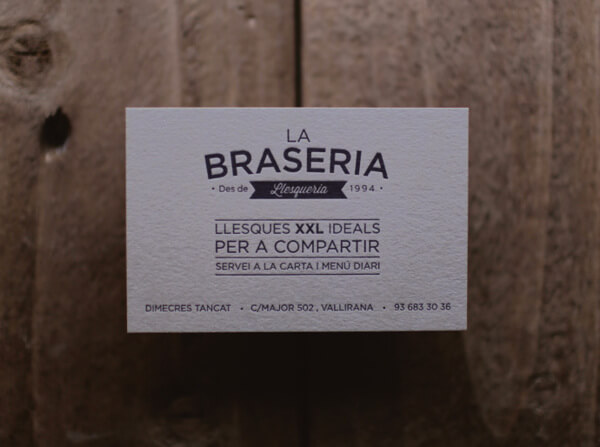 LA
BRASERIA
• Des de Llesqueria 1994 •
LLESQUES XXL IDEALS
PER A COMPARTIR
SERVEI A LA CARTA | MENÚ DIARI
DIMECRES TANCAT • C/MAJOR 502, VALLIRANA • 93 683 30 36